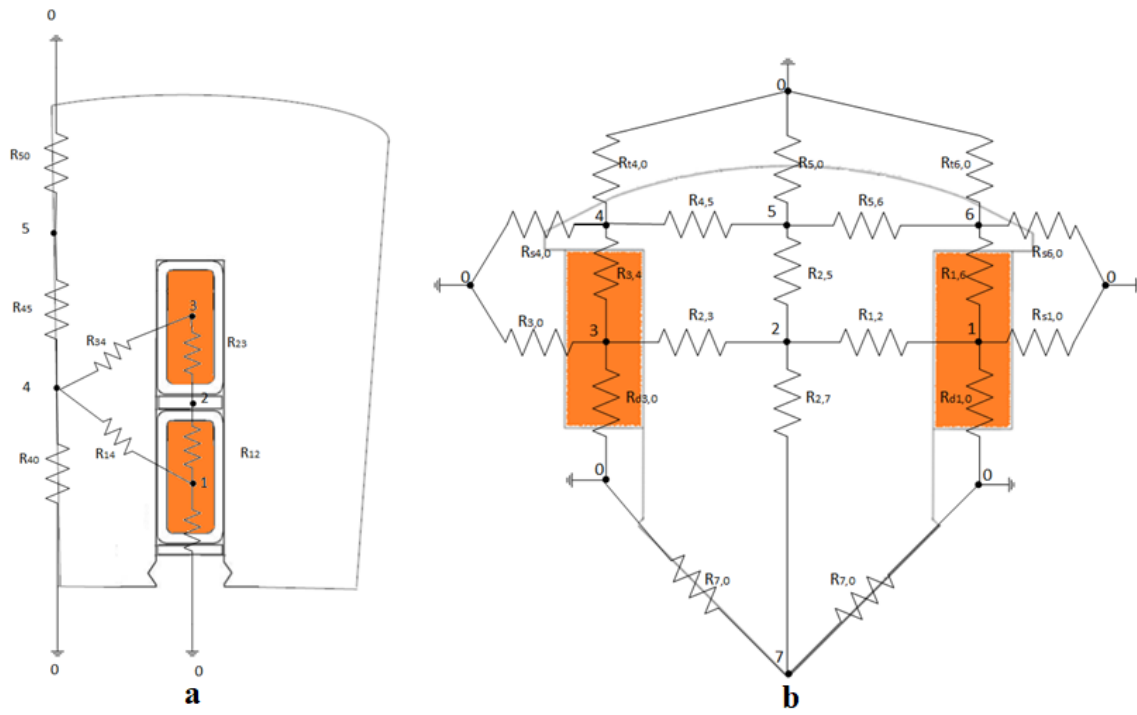 0
R50
5
R45
3
R34
R23
4
2
R14
R12
R40
1
0
0
a
0
Rt4,0
R5,0
Rt6,0
4
R4,5
5
R5,6
6
Rs4,0
Rs6,0
0
R3,4
R2,5
R1,6
0
R3,0
3
R2,3
2
R1,2
1
Rs1,0
Rd3,0
R2,7
Rd1,0
0
0
R7,0
R7,0
7
b